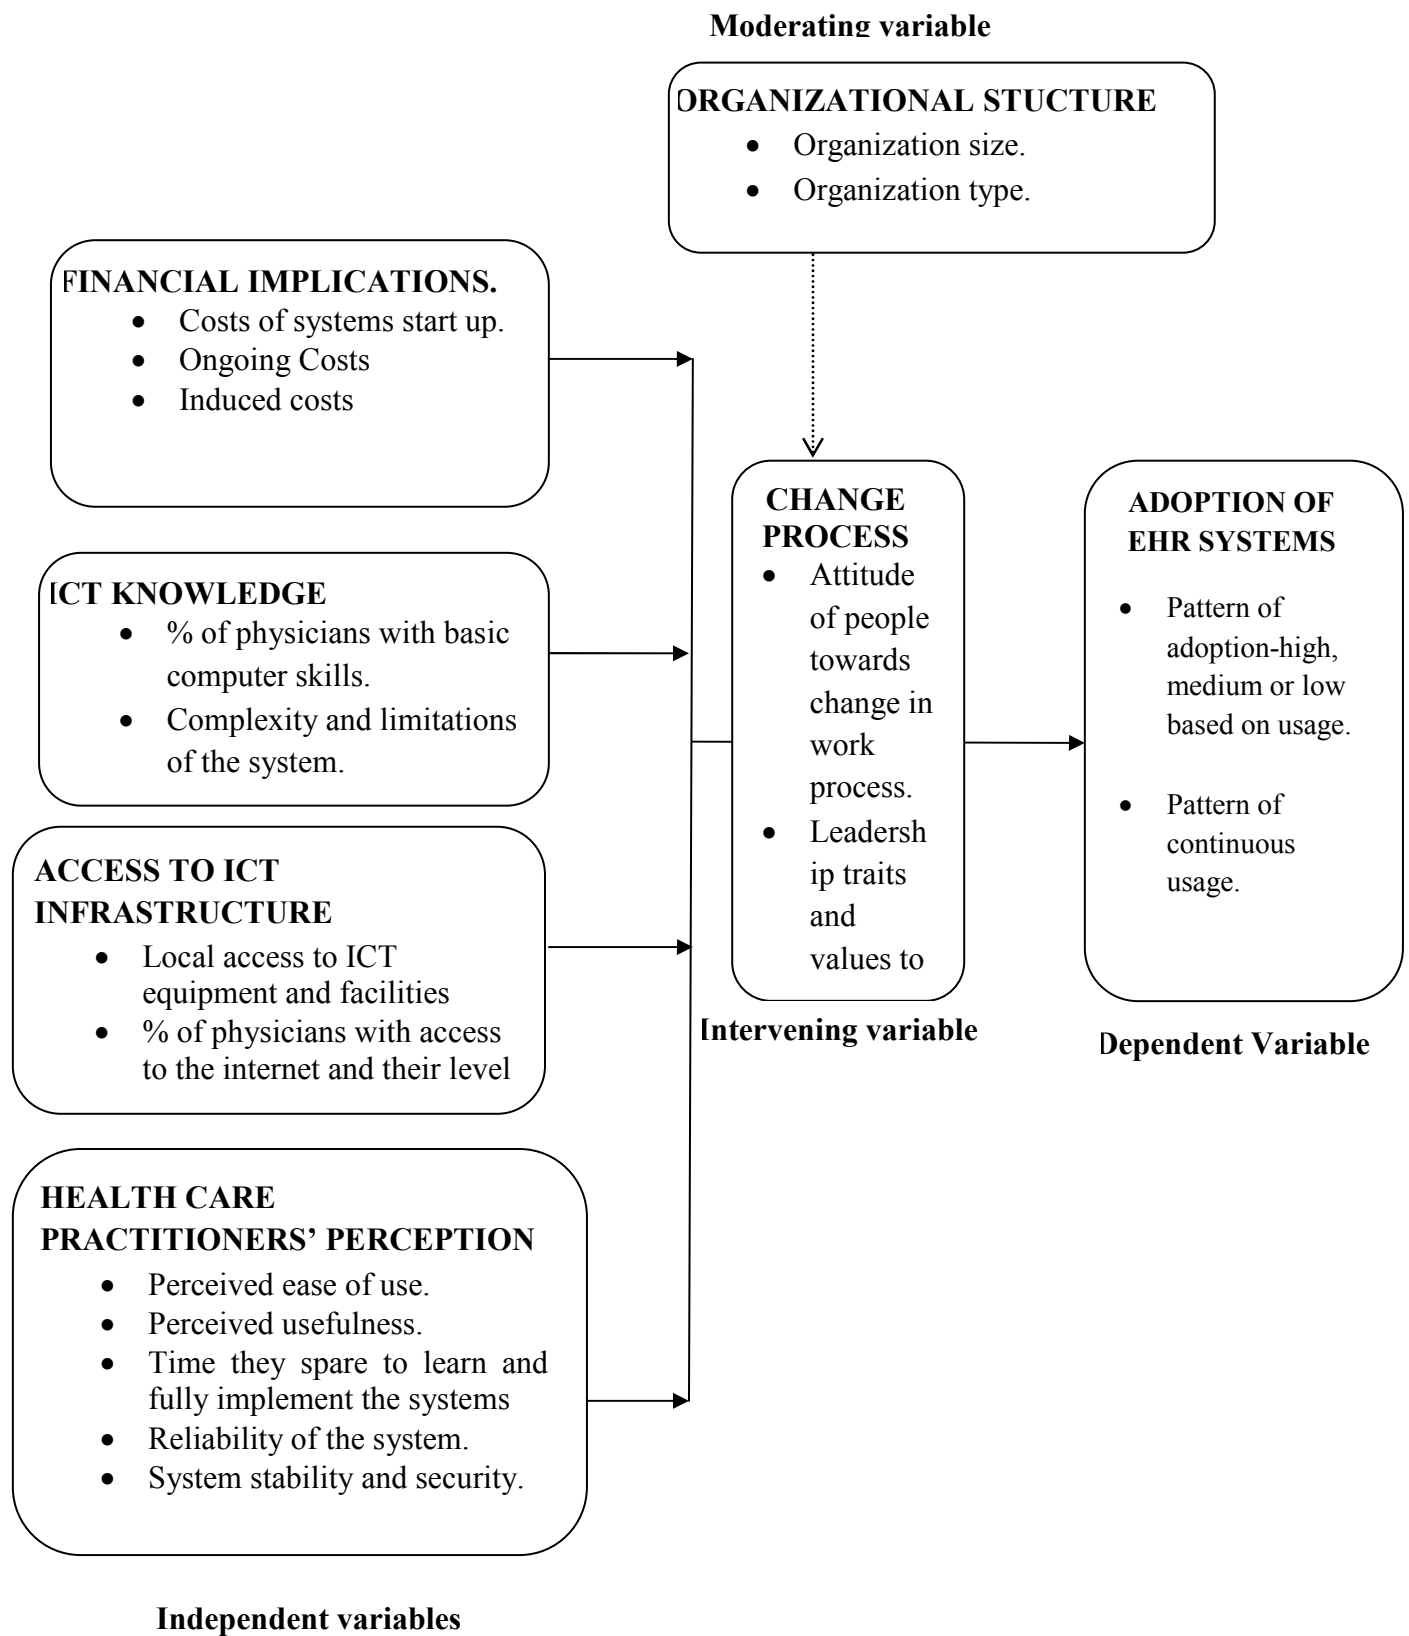 Moderating variable
ORGANIZATIONAL STUCTURE
• Organization size.
• Organization type.
FINANCIAL IMPLICATIONS.
• Costs of systems start up.
• Ongoing Costs
• Induced costs
ICT KNOWLEDGE
• % of physicians with basic
computer skills.
• Complexity and limitations
of the system.
ACCESS TO ICT
INFRASTRUCTURE
• Local access to ICT
equipment and facilities
• % of physicians with access
to the internet and their level
HEALTH CARE
PRACTITIONERS’ PERCEPTION
• Perceived ease of use.
• Perceived usefulness.
• Time they spare to learn and
fully implement the systems
• Reliability of the system.
• System stability and security.
Independent variables
CHANGE
PROCESS
• Attitude
of people
towards
change in
work
process.
• Leadersh
ip traits
and
values to
Intervening variable
ADOPTION OF
EHR SYSTEMS
• Pattern of
adoption-high,
medium or low
based on usage.
• Pattern of
continuous
usage.
Dependent Variable